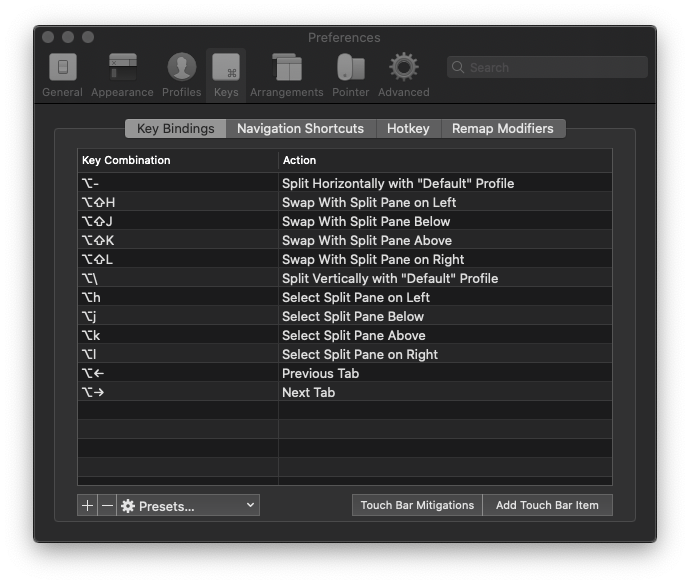 Preferences
General Appearance Profiles Keys Arrangements Pointer Advanced Search
Key Bindings Navigation Shortcuts Hotkey Remap Modifiers
Key Combination Action
⌥- Split Horizontally with "Default" Profile
⌥⇧H Swap With Split Pane on Left
⌥⇧J Swap With Split Pane Below
⌥⇧K Swap With Split Pane Above
⌥⇧L Swap With Split Pane on Right
⌥\ Split Vertically with "Default" Profile
⌥h Select Split Pane on Left
⌥j Select Split Pane Below
⌥k Select Split Pane Above
⌥l Select Split Pane on Right
⌥← Previous Tab
⌥→ Next Tab
+ − Presets... Touch Bar Mitigations Add Touch Bar Item